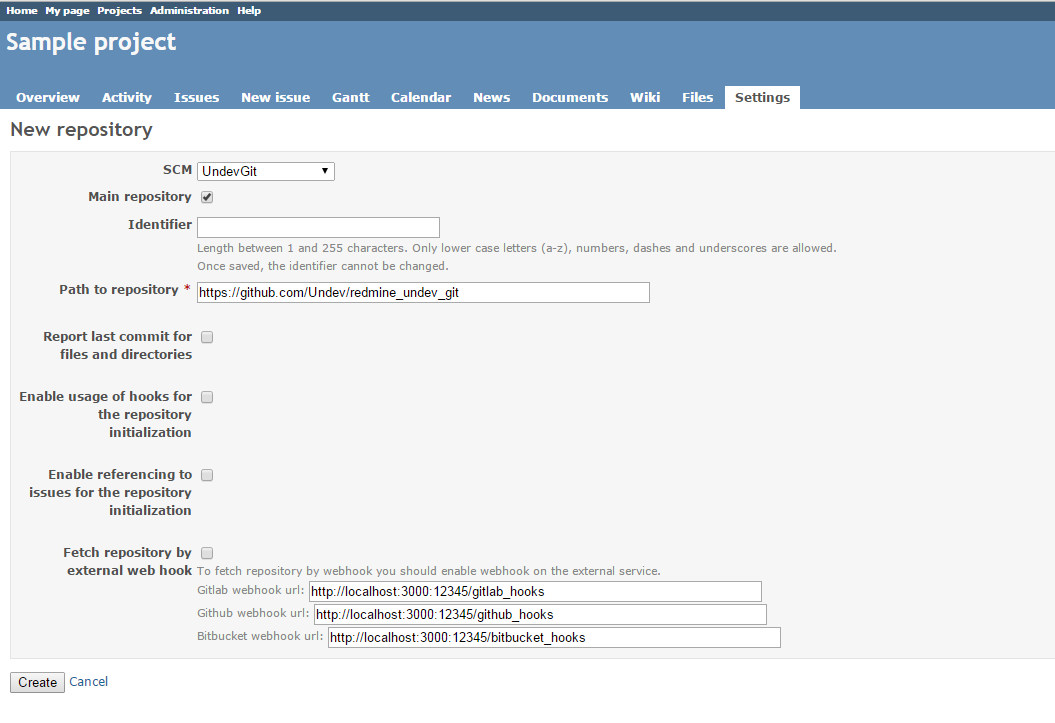 Home My page Projects Administration Help
Sample project
Overview Activity Issues New issue Gantt Calendar News Documents Wiki Files Settings
New repository
SCM UndevGit
Main repository
Identifier
Length between 1 and 255 characters. Only lower case letters (a-z), numbers, dashes and underscores are allowed.
Once saved, the identifier cannot be changed.
Path to repository * https://github.com/Undev/redmine_undev_git
Report last commit for
files and directories
Enable usage of hooks for
the repository
initialization
Enable referencing to
issues for the repository
initialization
Fetch repository by
external web hook To fetch repository by webhook you should enable webhook on the external service.
Gitlab webhook url: http://localhost:3000:12345/gitlab_hooks
Github webhook url: http://localhost:3000:12345/github_hooks
Bitbucket webhook url: http://localhost:3000:12345/bitbucket_hooks
Create Cancel